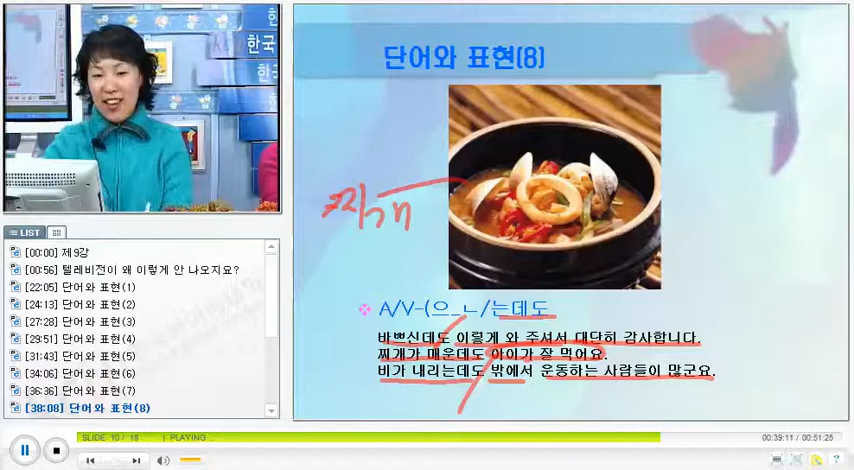 한국
단어와 표현(8)
찌개
A/V-(으_ㄴ/는데도
바쁘신데도 이렇게 와 주셔서 대단히 감사합니다.
찌개가 매운데도 아이가 잘 먹어요.
비가 내리는데도 밖에서 운동하는 사람들이 많군요.
LIST
[00:00] 제9강
[00:56] 텔레비전이 왜 이렇게 안 나오지요?
[22:05] 단어와 표현(1)
[24:13] 단어와 표현(2)
[27:28] 단어와 표현(3)
[29:51] 단어와 표현(4)
[31:43] 단어와 표현(5)
[34:06] 단어와 표현(6)
[36:36] 단어와 표현(7)
[38:08] 단어와 표현(8)
SLIDE 10 / 18 | PLAYING ..
00:39:11 / 00:51:25